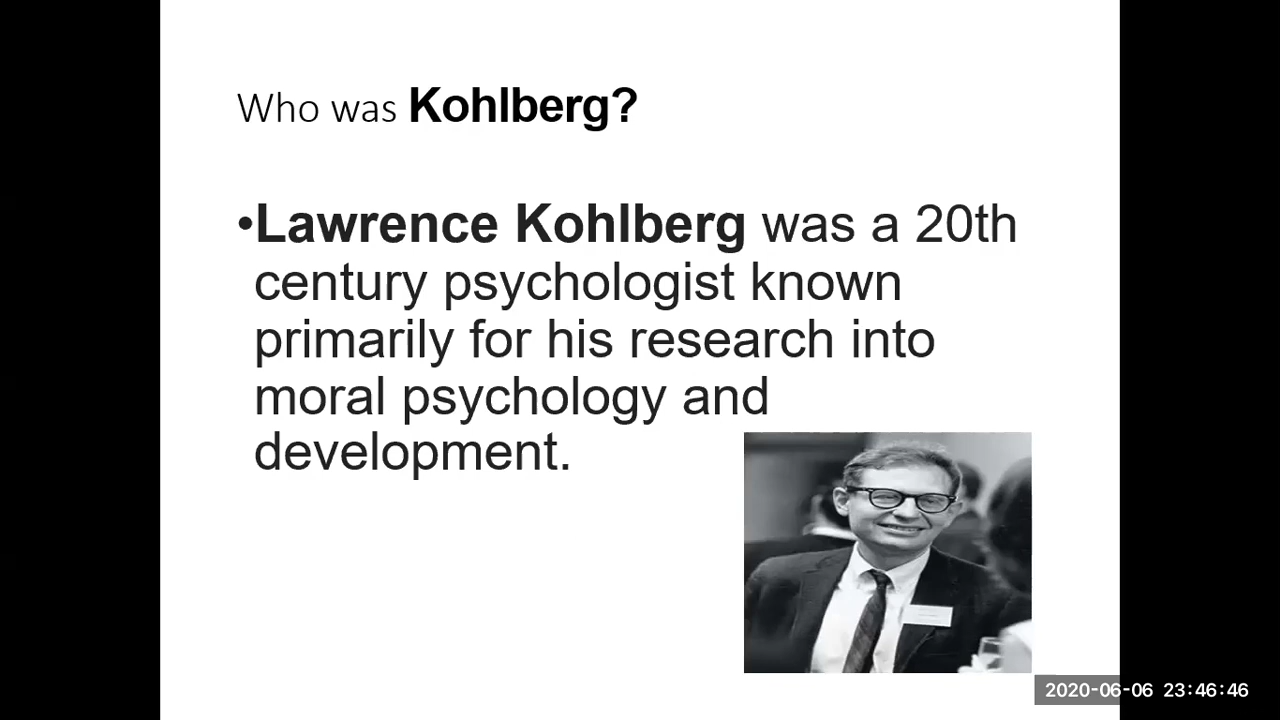 Who was Kohlberg?
•Lawrence Kohlberg was a 20th
century psychologist known
primarily for his research into
moral psychology and
development.
2020-06-06 23:46:46